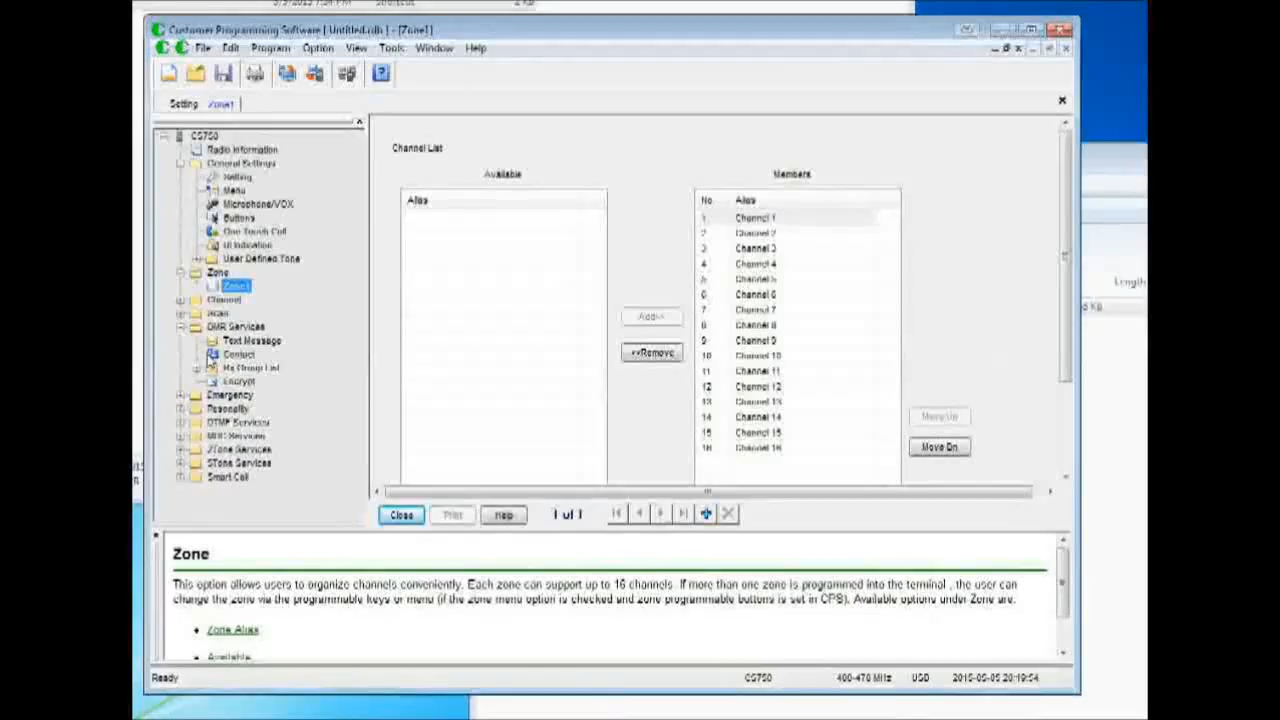 Customer Programming Software [ Untitled.rdb ] - [Zone1]
File Edit Program Option View Tools Window Help
Setting Zone1
CS750
Radio Information
General Settings
Setting
Menu
Microphone/VOX
Buttons
One Touch Call
UI Indication
User Defined Tone
Zone
Zone1
Channel
Scan
DMR Services
Text Message
Contact
Rx Group List
Encrypt
Emergency
Personality
DTMF Services
MDC Services
2Tone Services
5Tone Services
Smart Call
Channel List
Available
Alias
Add>>
<<Remove
Members
No. Alias
1 Channel 1
2 Channel 2
3 Channel 3
4 Channel 4
5 Channel 5
6 Channel 6
7 Channel 7
8 Channel 8
9 Channel 9
10 Channel 10
11 Channel 11
12 Channel 12
13 Channel 13
14 Channel 14
15 Channel 15
16 Channel 16
Move Up
Move Dn
Length
Close Print Help 1 of 1
Zone
This option allows users to organize channels conveniently. Each zone can support up to 16 channels. If more than one zone is programmed into the terminal , the user can
change the zone via the programmable keys or menu (if the zone menu option is checked and zone programmable buttons is set in CPS). Available options under Zone are:
Zone Alias
Available
Ready CS750 400-470 MHz USD 2015-05-05 20:19:54